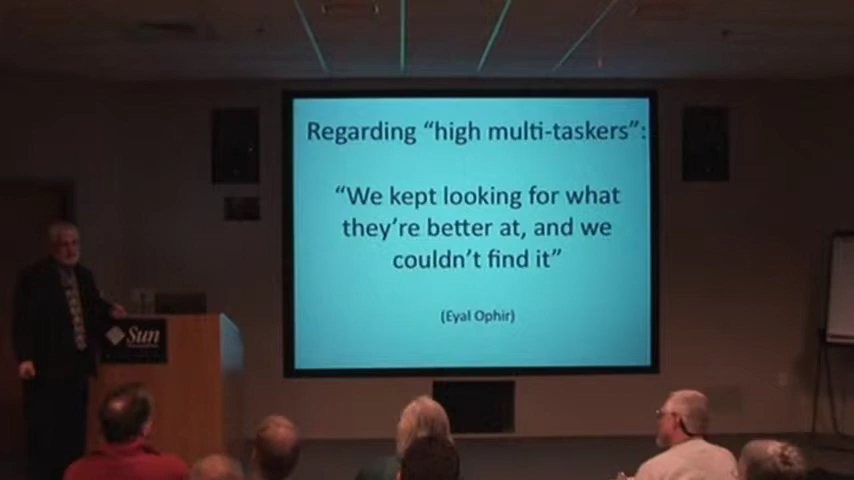 Regarding “high multi-taskers”:
“We kept looking for what
they’re better at, and we
couldn’t find it”
(Eyal Ophir)
Sun